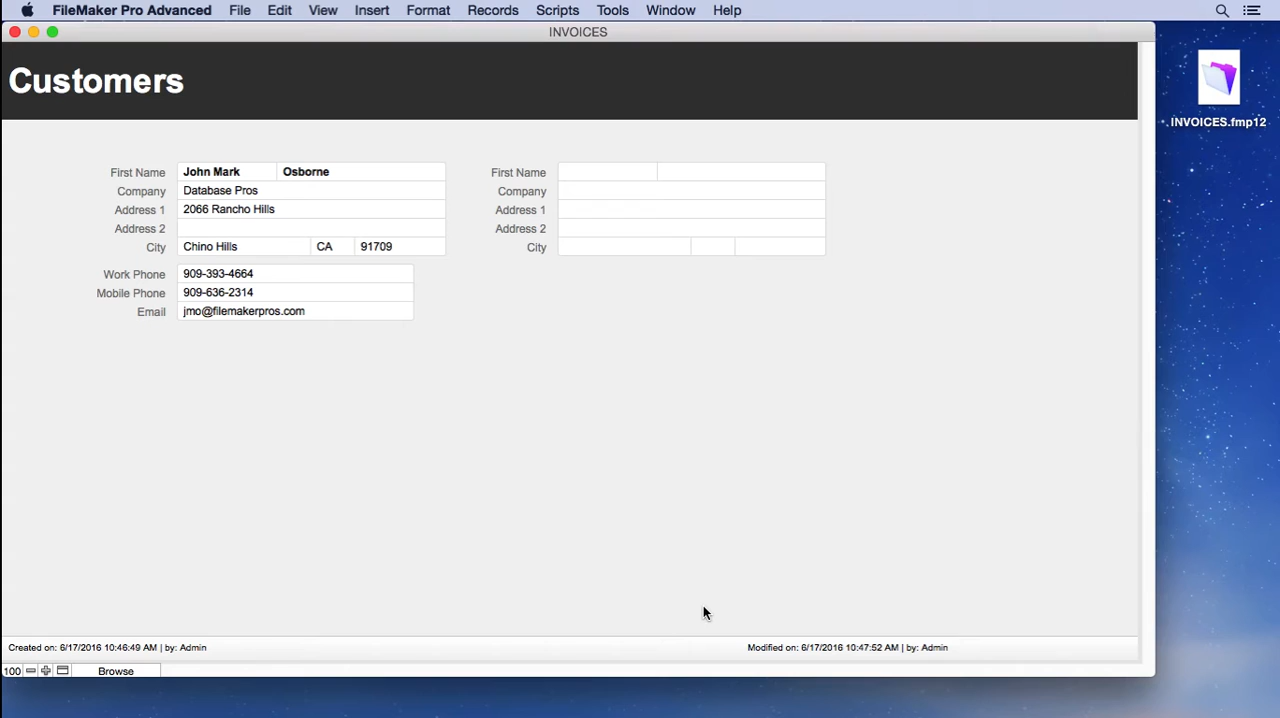 FileMaker Pro Advanced File Edit View Insert Format Records Scripts Tools Window Help
INVOICES
Customers
INVOICES.fmp12
First Name John Mark Osborne
Company Database Pros
Address 1 2066 Rancho Hills
Address 2
City Chino Hills CA 91709
Work Phone 909-393-4664
Mobile Phone 909-636-2314
Email jmo@filemakerpros.com
First Name
Company
Address 1
Address 2
City
Created on: 6/17/2016 10:46:49 AM | by: Admin
Modified on: 6/17/2016 10:47:52 AM | by: Admin
100 Browse